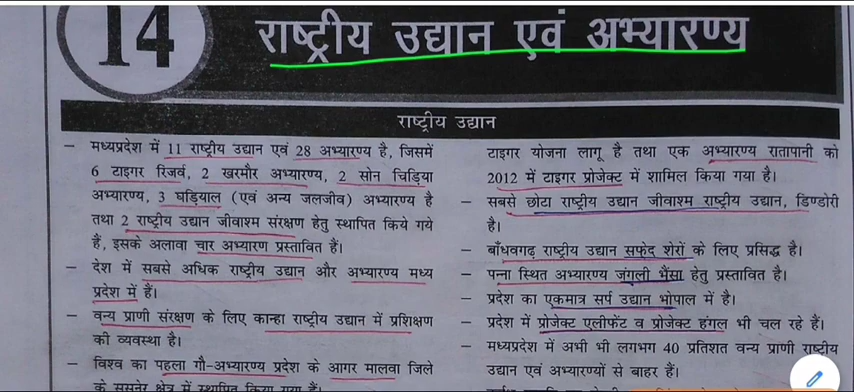 14
राष्ट्रीय उद्यान एवं अभ्यारण्य
राष्ट्रीय उद्यान
– मध्यप्रदेश में 11 राष्ट्रीय उद्यान एवं 28 अभ्यारण्य है, जिसमें
6 टाइगर रिजर्व, 2 खरमौर अभ्यारण्य, 2 सोन चिड़िया
अभ्यारण्य, 3 घड़ियाल (एवं अन्य जलजीव) अभ्यारण्य है
तथा 2 राष्ट्रीय उद्यान जीवाश्म संरक्षण हेतु स्थापित किये गये
हैं, इसके अलावा चार अभ्यारण प्रस्तावित हैं।
– देश में सबसे अधिक राष्ट्रीय उद्यान और अभ्यारण्य मध्य
प्रदेश में हैं।
– वन्य प्राणी संरक्षण के लिए कान्हा राष्ट्रीय उद्यान में प्रशिक्षण
की व्यवस्था है।
– विश्व का पहला गौ-अभ्यारण्य प्रदेश के आगर मालवा जिले
के सुसनेर क्षेत्र में स्थापित किया गया हैं।
टाइगर योजना लागू है तथा एक अभ्यारण्य रातापानी को
2012 में टाइगर प्रोजेक्ट में शामिल किया गया है।
– सबसे छोटा राष्ट्रीय उद्यान जीवाश्म राष्ट्रीय उद्यान, डिण्डोरी
है।
– बाँधवगढ़ राष्ट्रीय उद्यान सफेद शेरों के लिए प्रसिद्ध है।
– पन्ना स्थित अभ्यारण्य जंगली भैंसा हेतु प्रस्तावित है।
– प्रदेश का एकमात्र सर्प उद्यान भोपाल में है।
– प्रदेश में प्रोजेक्ट एलीफेंट व प्रोजेक्ट हंगल भी चल रहे हैं।
– मध्यप्रदेश में अभी भी लगभग 40 प्रतिशत वन्य प्राणी राष्ट्रीय
उद्यान एवं अभ्यारण्यों से बाहर हैं।